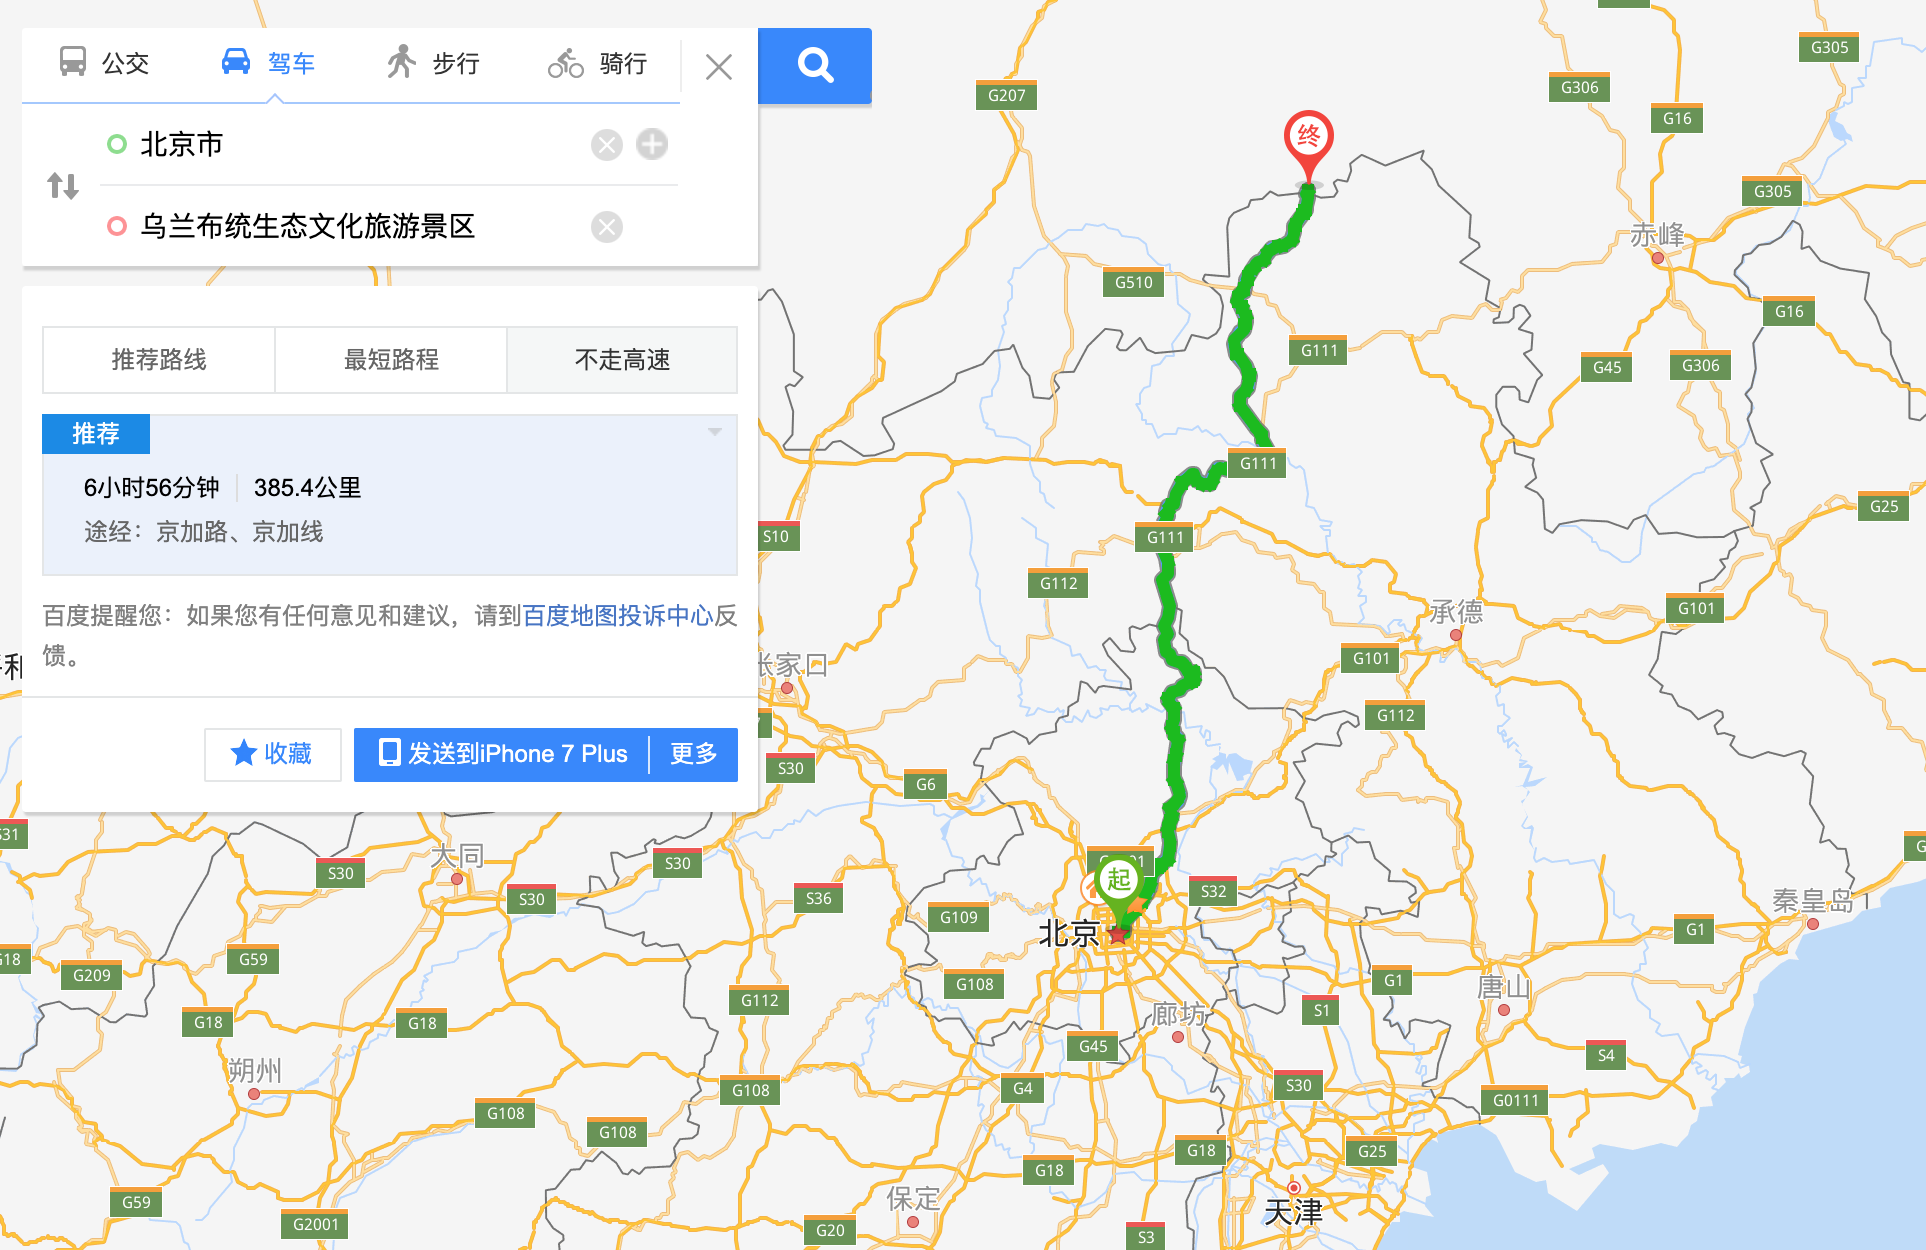 公交
驾车
步行
骑行
北京市
乌兰布统生态文化旅游景区
推荐路线
最短路程
不走高速
推荐
6小时56分钟
385.4公里
途经：京加路、京加线
百度提醒您：如果您有任何意见和建议，请到百度地图投诉中心反
馈。
收藏
发送到iPhone 7 Plus
更多
G207
G305
G306
G16
终
G305
赤峰
G510
G16
G111
G45
G306
G111
G25
S10
G111
G112
G101
承德
G101
张家口
G112
S30
G6
S31
大同
S30
S30
S30
S36
起
S32
秦皇岛
G109
北京
G1
G18
G59
G209
G108
G1
唐山
G112
S1
廊坊
G18
G18
G45
S4
朔州
G108
G4
S30
G0111
G108
G108
G18
G25
G18
G59
保定
天津
G2001
G20
S3